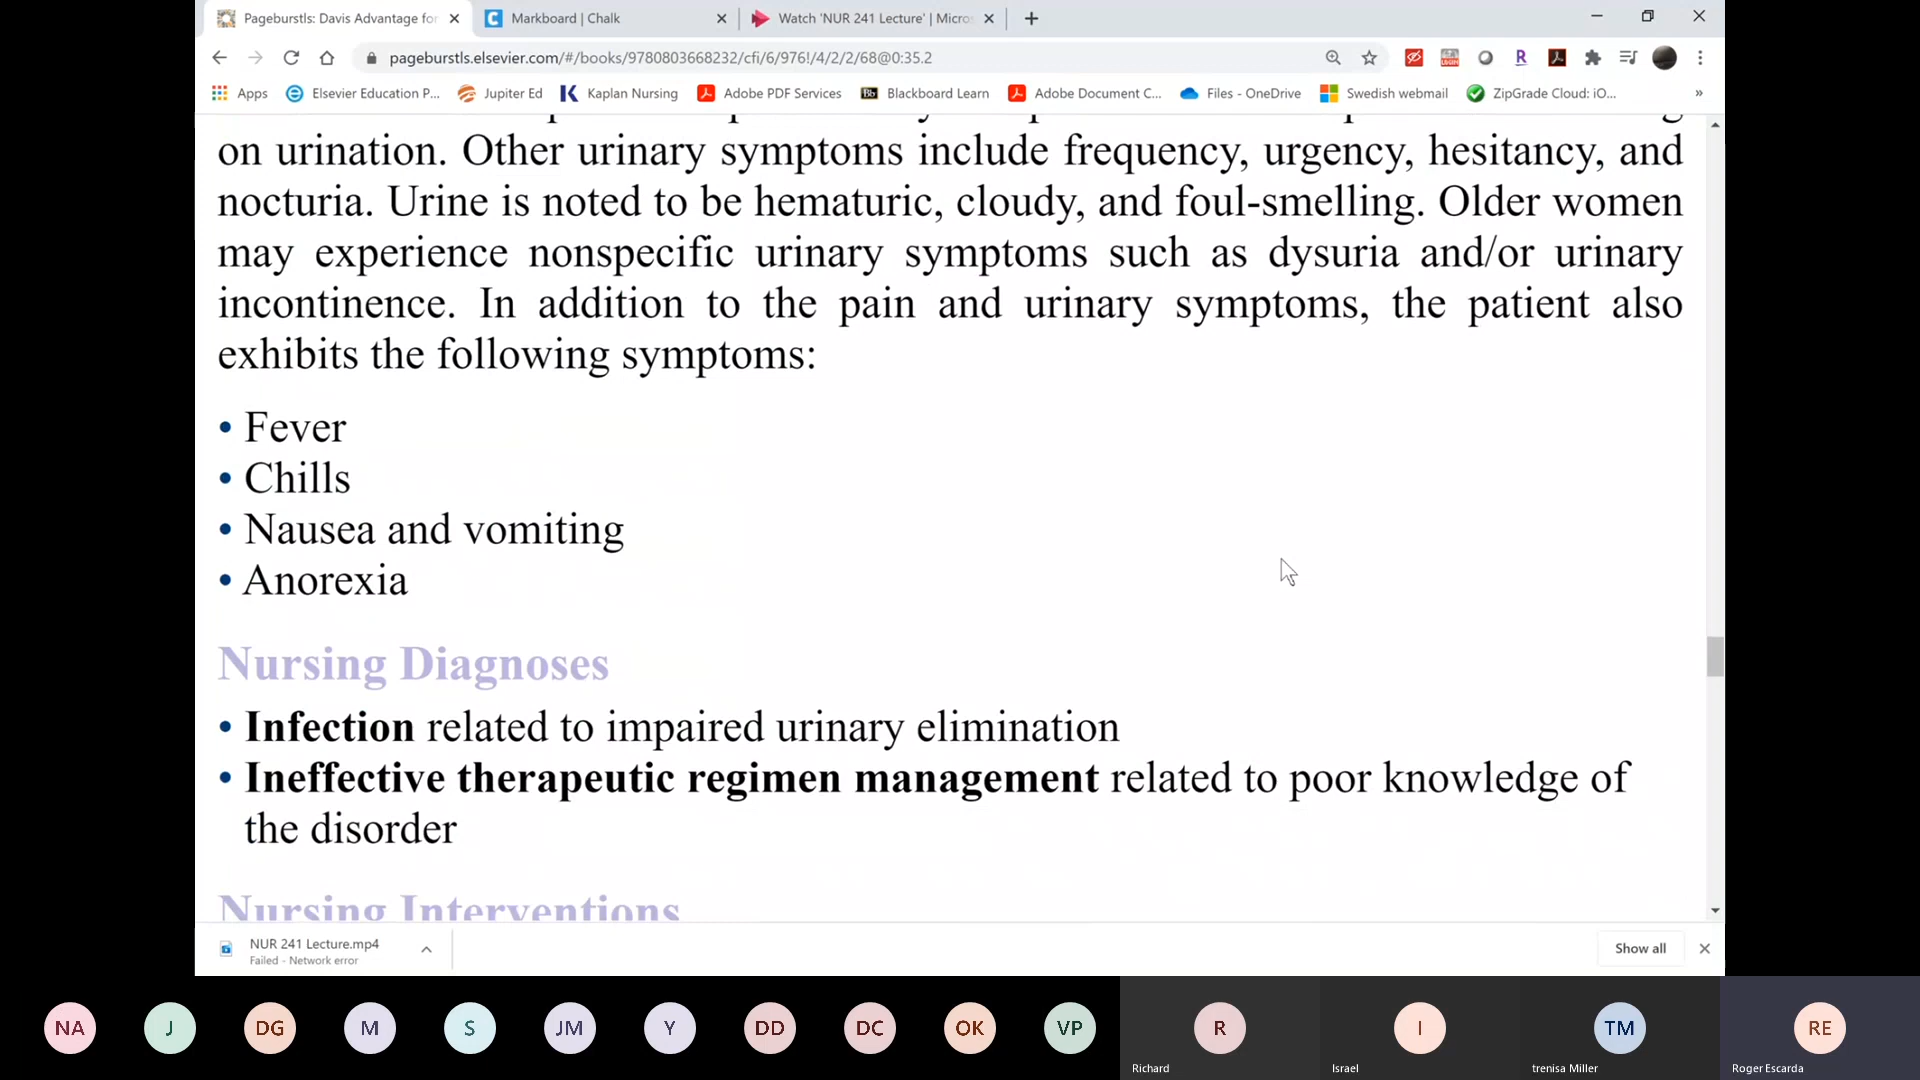 Pageburstls: Davis Advantage for
Markboard | Chalk
Watch 'NUR 241 Lecture' | Micro
pageburstls.elsevier.com/#/books/9780803668232/cfi/6/976!/4/2/2/68@0:35.2
Apps
Elsevier Education P...
Jupiter Ed
Kaplan Nursing
Adobe PDF Services
Blackboard Learn
Adobe Document C...
Files - OneDrive
Swedish webmail
ZipGrade Cloud: iO...
on urination. Other urinary symptoms include frequency, urgency, hesitancy, and
nocturia. Urine is noted to be hematuric, cloudy, and foul-smelling. Older women
may experience nonspecific urinary symptoms such as dysuria and/or urinary
incontinence. In addition to the pain and urinary symptoms, the patient also
exhibits the following symptoms:
• Fever
• Chills
• Nausea and vomiting
• Anorexia
Nursing Diagnoses
• Infection related to impaired urinary elimination
• Ineffective therapeutic regimen management related to poor knowledge of
the disorder
Nursing Interventions
NUR 241 Lecture.mp4
Failed - Network error
Show all
NA
J
DG
M
S
JM
Y
DD
DC
OK
VP
R
I
TM
RE
Richard
Israel
trenisa Miller
Roger Escarda